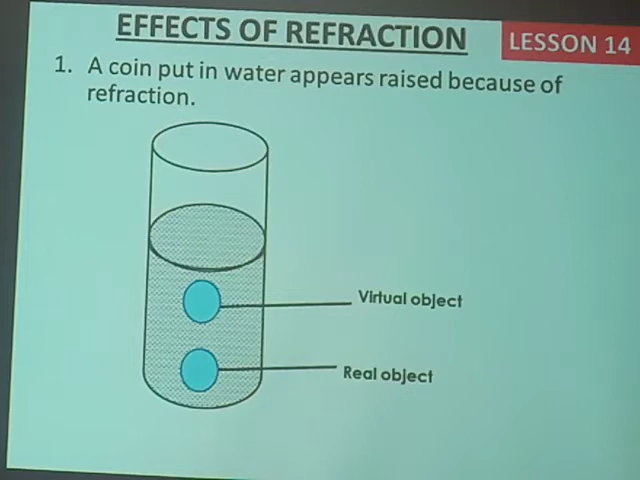 EFFECTS OF REFRACTION
LESSON 14
1. A coin put in water appears raised because of
refraction.
Virtual object
Real object